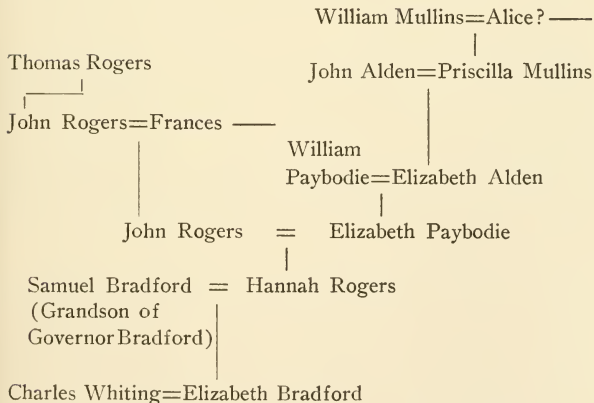 William Mullins=Alice?——
Thomas Rogers
John Alden=Priscilla Mullins
John Rogers=Frances ——
William
Paybodie=Elizabeth Alden
John Rogers = Elizabeth Paybodie
Samuel Bradford = Hannah Rogers
(Grandson of
Governor Bradford)
Charles Whiting=Elizabeth Bradford